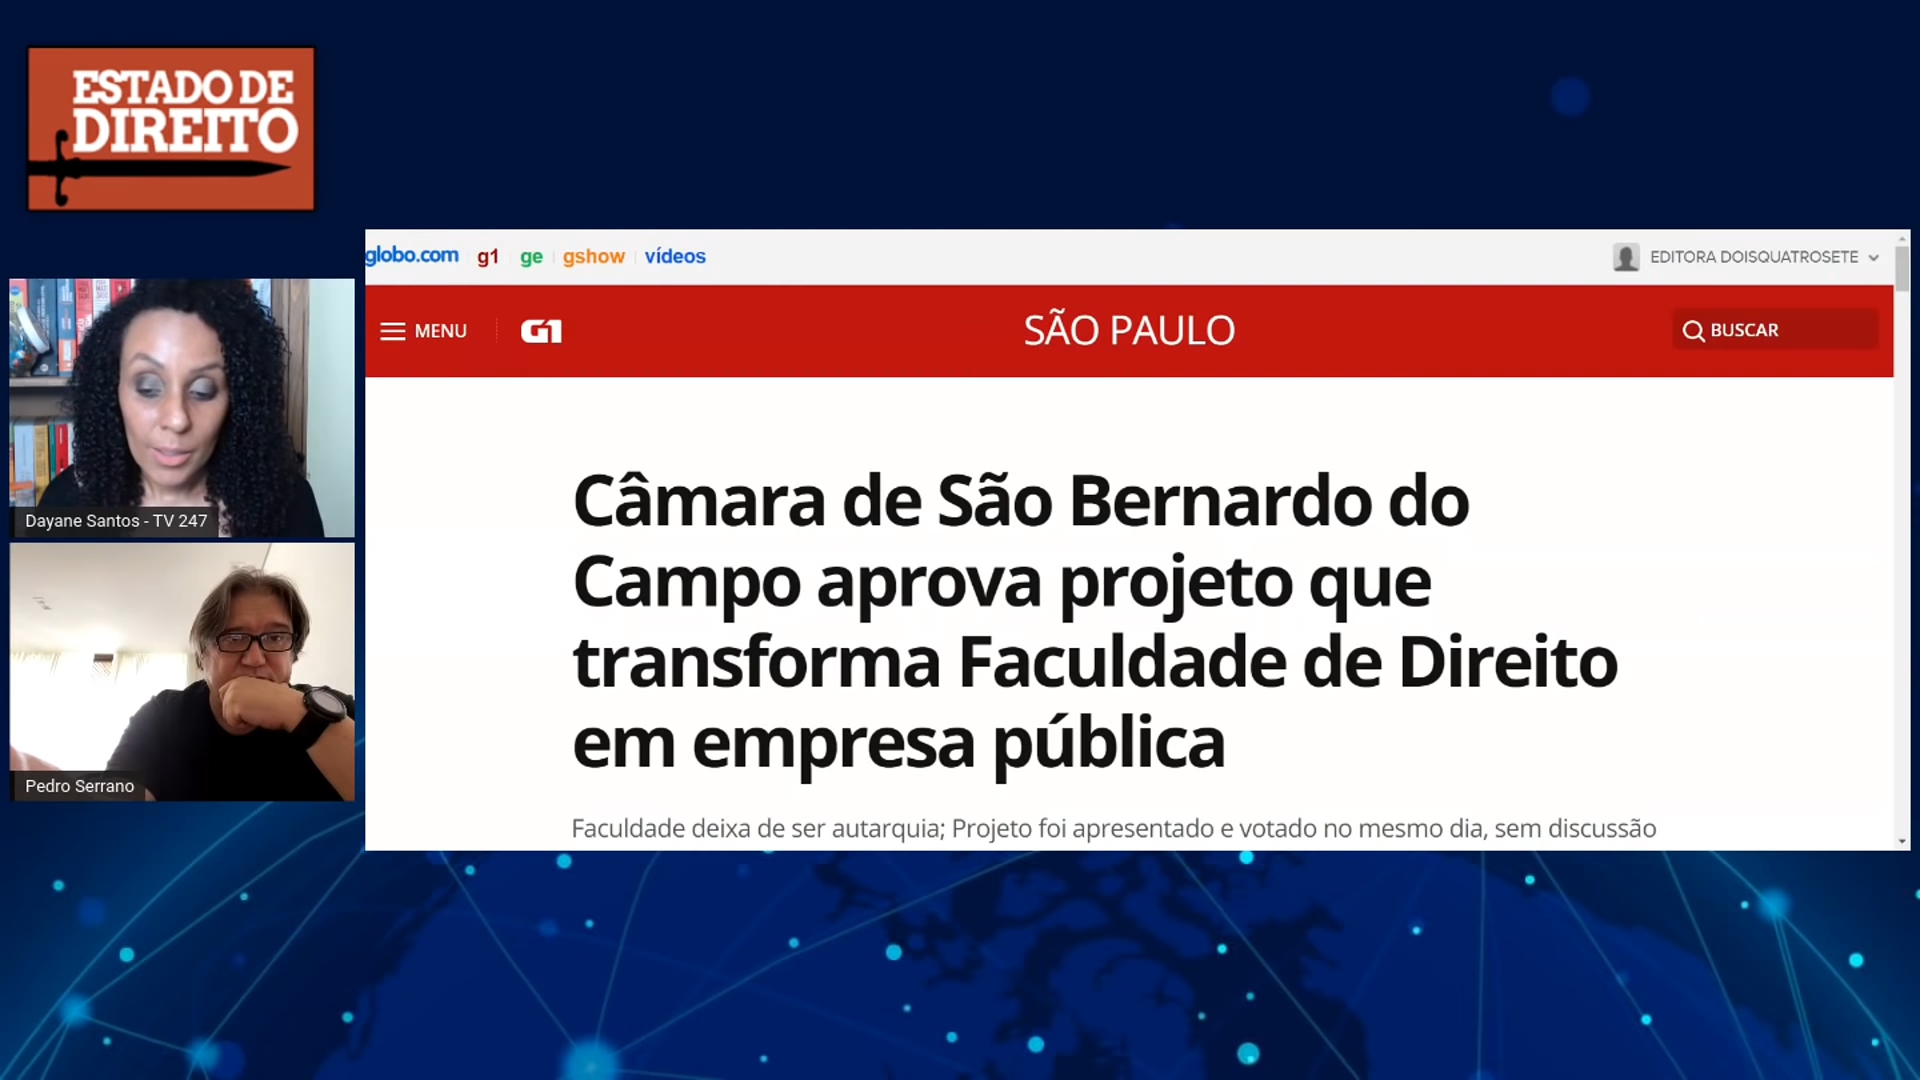 ESTADO DE
DIREITO
globo.com g1 ge gshow vídeos
EDITORA DOISQUATROSETE
MENU G1 SÃO PAULO BUSCAR
Dayane Santos - TV 247
Pedro Serrano
Câmara de São Bernardo do
Campo aprova projeto que
transforma Faculdade de Direito
em empresa pública
Faculdade deixa de ser autarquia; Projeto foi apresentado e votado no mesmo dia, sem discussão